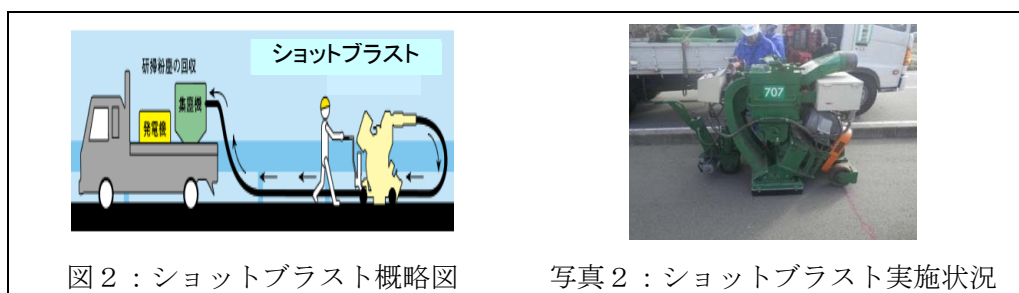 ショットブラスト
研掃粉塵の回収
集塵機
発電機
707
図2:ショットブラスト概略図
写真2:ショットブラスト実施状況